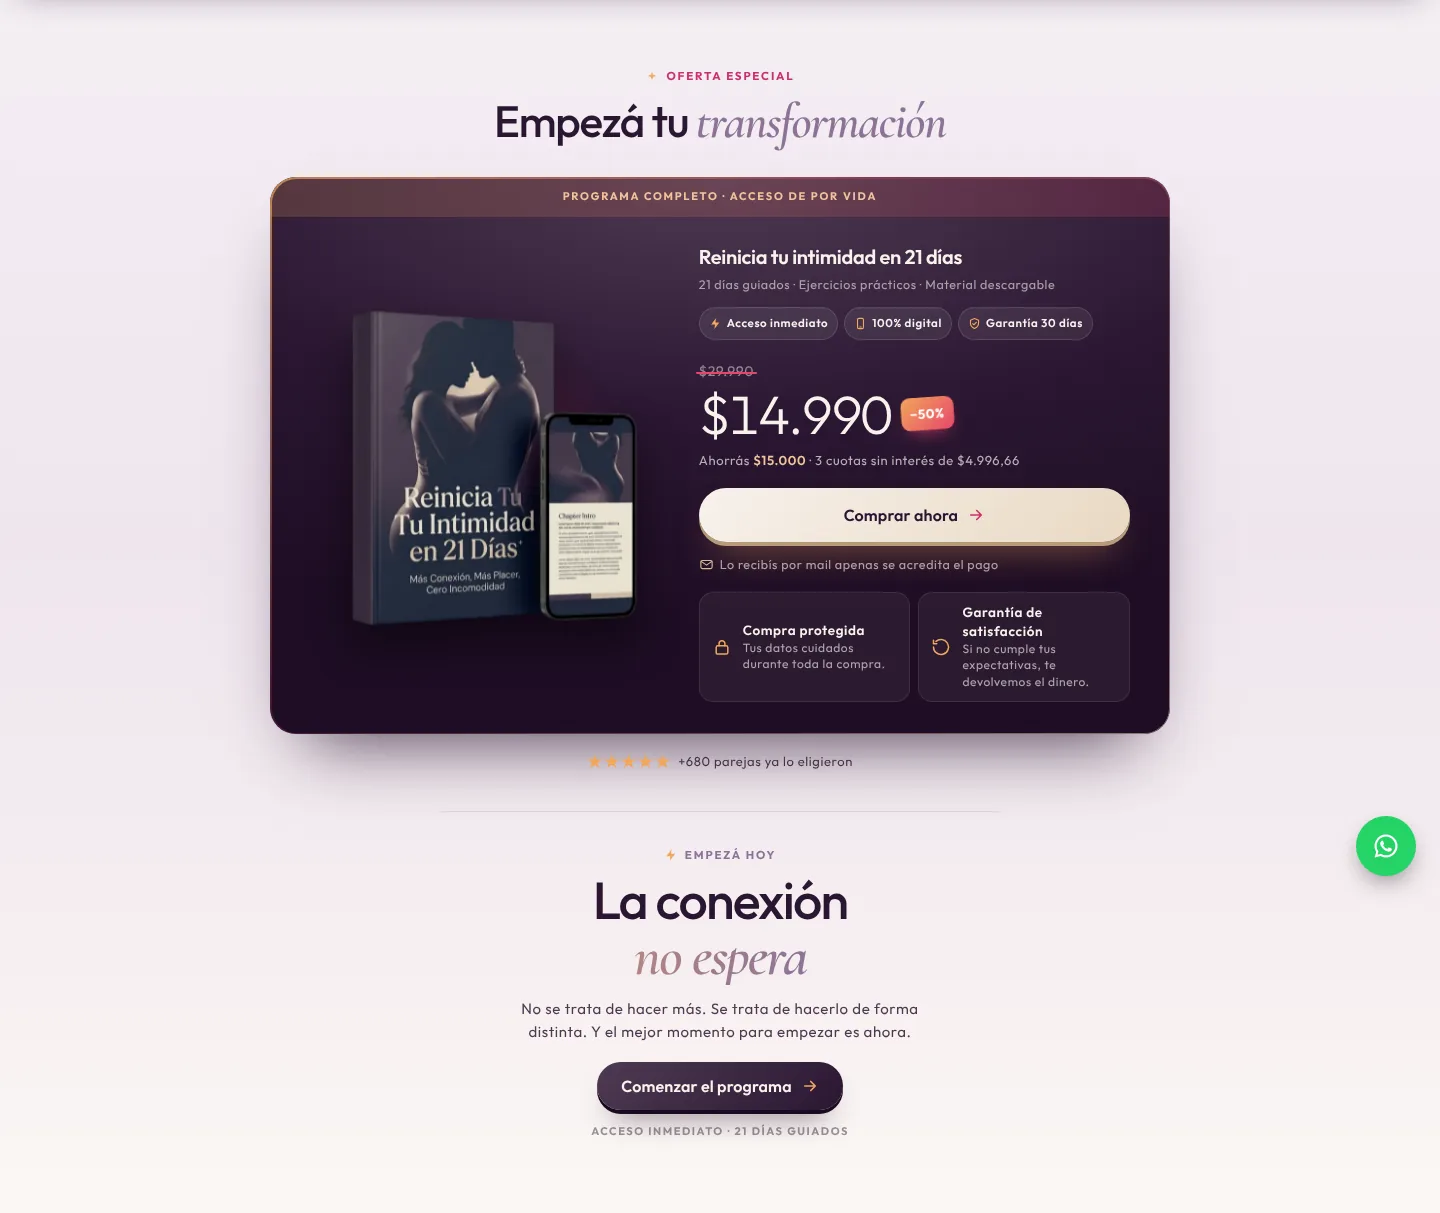 OFERTA ESPECIAL
Empezá tu transformación
PROGRAMA COMPLETO · ACCESO DE POR VIDA
Reinicia Tu
Tu Intimidad
en 21 Días
Más Conexión, Más Placer,
Cero Incomodidad
Chapter Intro
Reinicia tu intimidad en 21 días
21 días guiados · Ejercicios prácticos · Material descargable
Acceso inmediato
100% digital
Garantía 30 días
$29.990
$14.990
-50%
Ahorrás $15.000 · 3 cuotas sin interés de $4.996,66
Comprar ahora →
Lo recibís por mail apenas se acredita el pago
Compra protegida
Tus datos cuidados
durante toda la compra.
Garantía de
satisfacción
Si no cumple tus
expectativas, te
devolvemos el dinero.
+680 parejas ya lo eligieron
EMPEZÁ HOY
La conexión
no espera
No se trata de hacer más. Se trata de hacerlo de forma
distinta. Y el mejor momento para empezar es ahora.
Comenzar el programa →
ACCESO INMEDIATO · 21 DÍAS GUIADOS